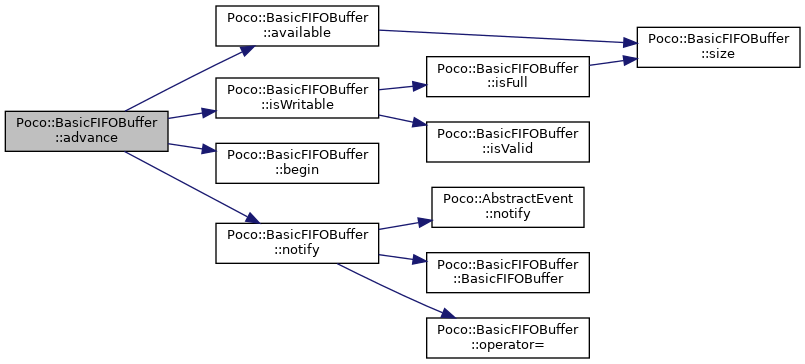 Poco::BasicFIFOBuffer
::advance
Poco::BasicFIFOBuffer
::available
Poco::BasicFIFOBuffer
::isWritable
Poco::BasicFIFOBuffer
::begin
Poco::BasicFIFOBuffer
::notify
Poco::BasicFIFOBuffer
::isFull
Poco::BasicFIFOBuffer
::isValid
Poco::AbstractEvent
::notify
Poco::BasicFIFOBuffer
::BasicFIFOBuffer
Poco::BasicFIFOBuffer
::operator=
Poco::BasicFIFOBuffer
::size